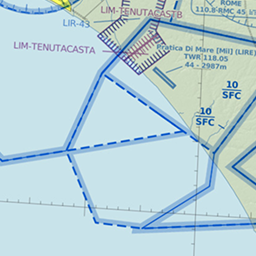 ROME
110.8 RMC 45
LIM-TENUTACASTB
LIR-43
LIM-TENUTACASTA
Pratica Di Mare [Mil] (LIRE)
TWR 118.05
44 - 2987m
10
SFC
10
SFC